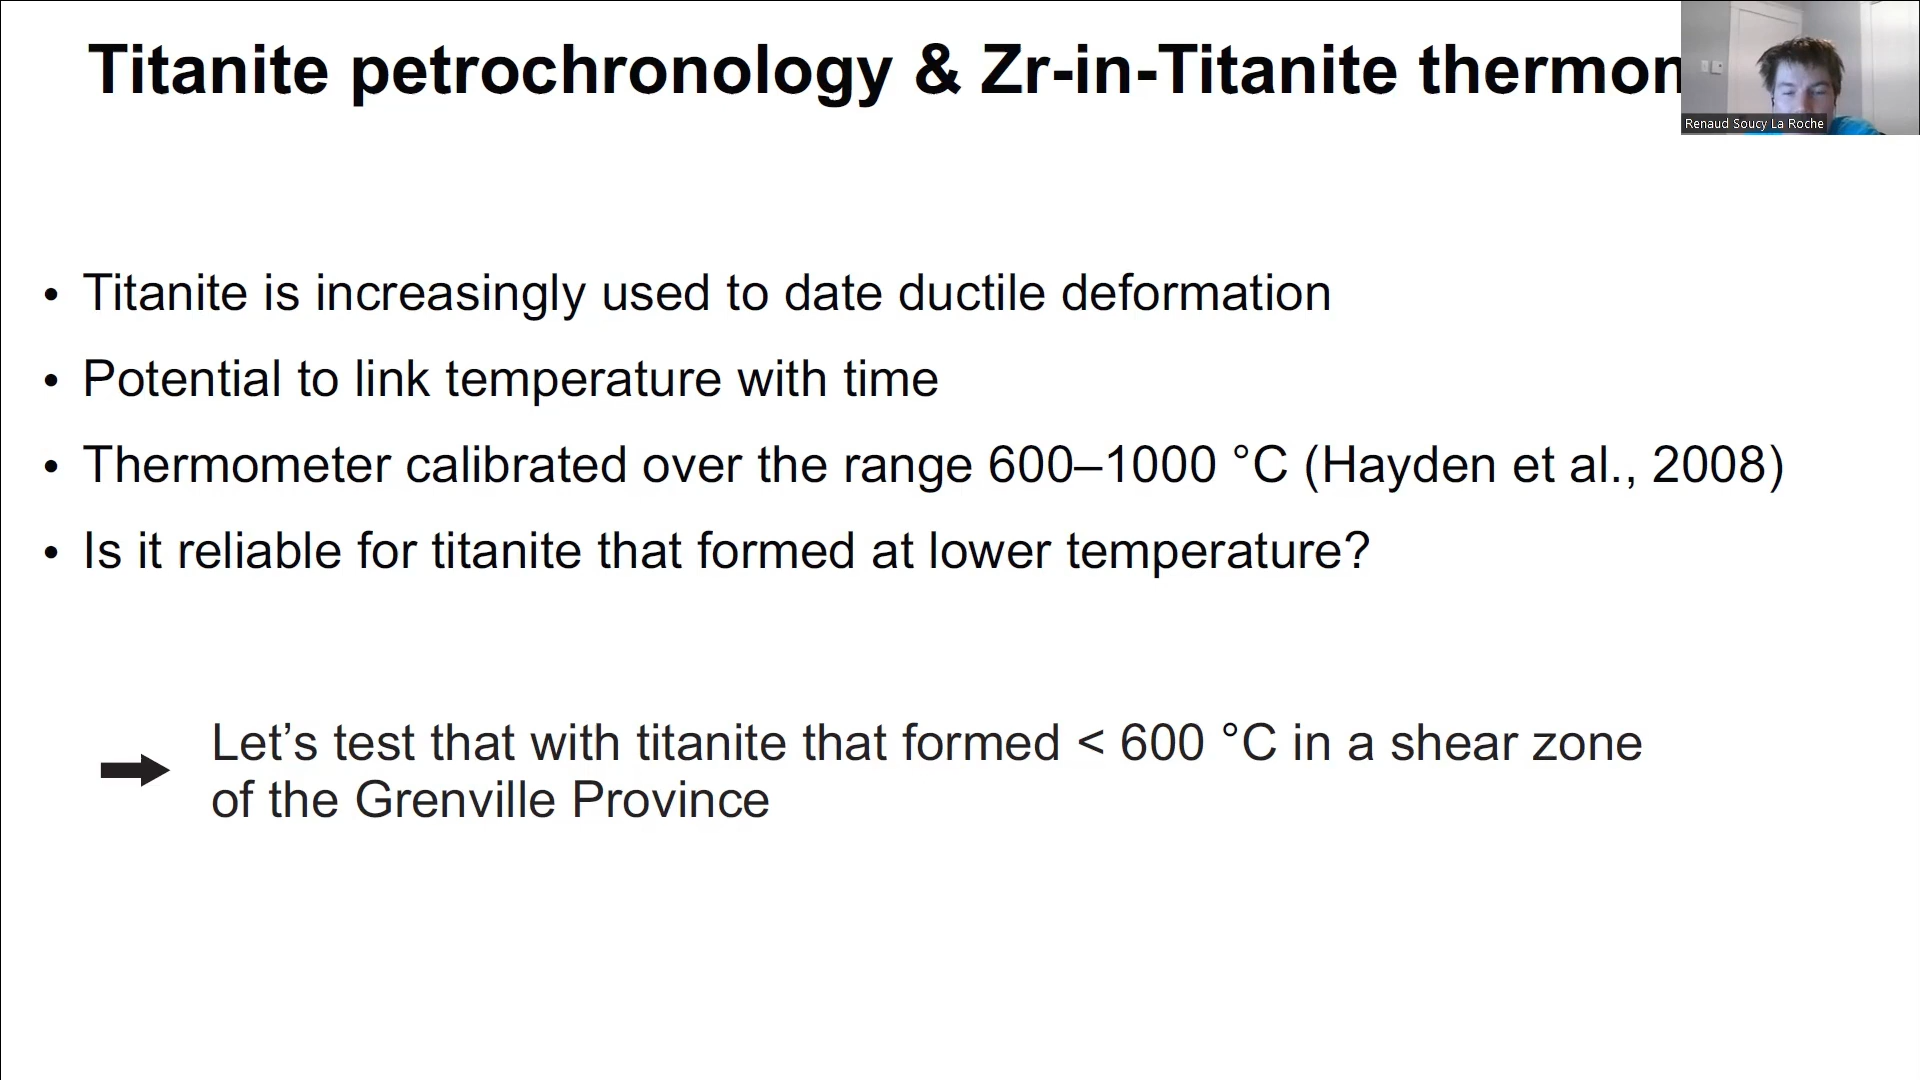 Titanite petrochronology & Zr-in-Titanite thermom
Renaud Soucy La Roche
• Titanite is increasingly used to date ductile deformation
• Potential to link temperature with time
• Thermometer calibrated over the range 600–1000 °C (Hayden et al., 2008)
• Is it reliable for titanite that formed at lower temperature?
Let’s test that with titanite that formed < 600 °C in a shear zone
of the Grenville Province